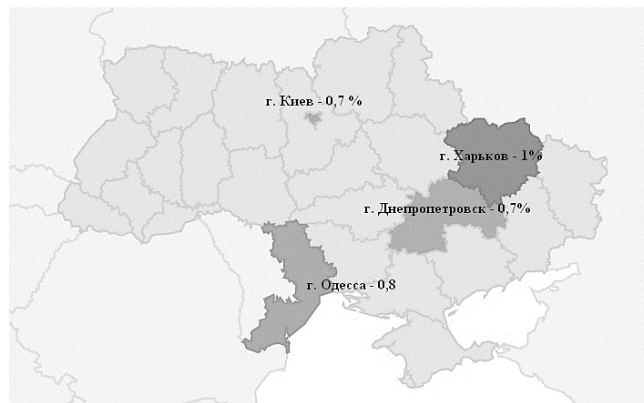 г. Киев - 0,7 %
г. Харьков - 1%
г. Днепропетровск - 0,7%
г. Одесса - 0,8